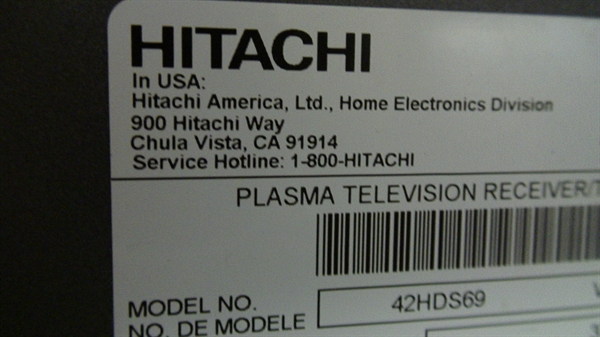 HITACHI
In USA:
Hitachi America, Ltd., Home Electronics Division
900 Hitachi Way
Chula Vista, CA 91914
Service Hotline: 1-800-HITACHI
PLASMA TELEVISION RECEIVER/T
MODEL NO. 42HDS69
NO. DE MODELE